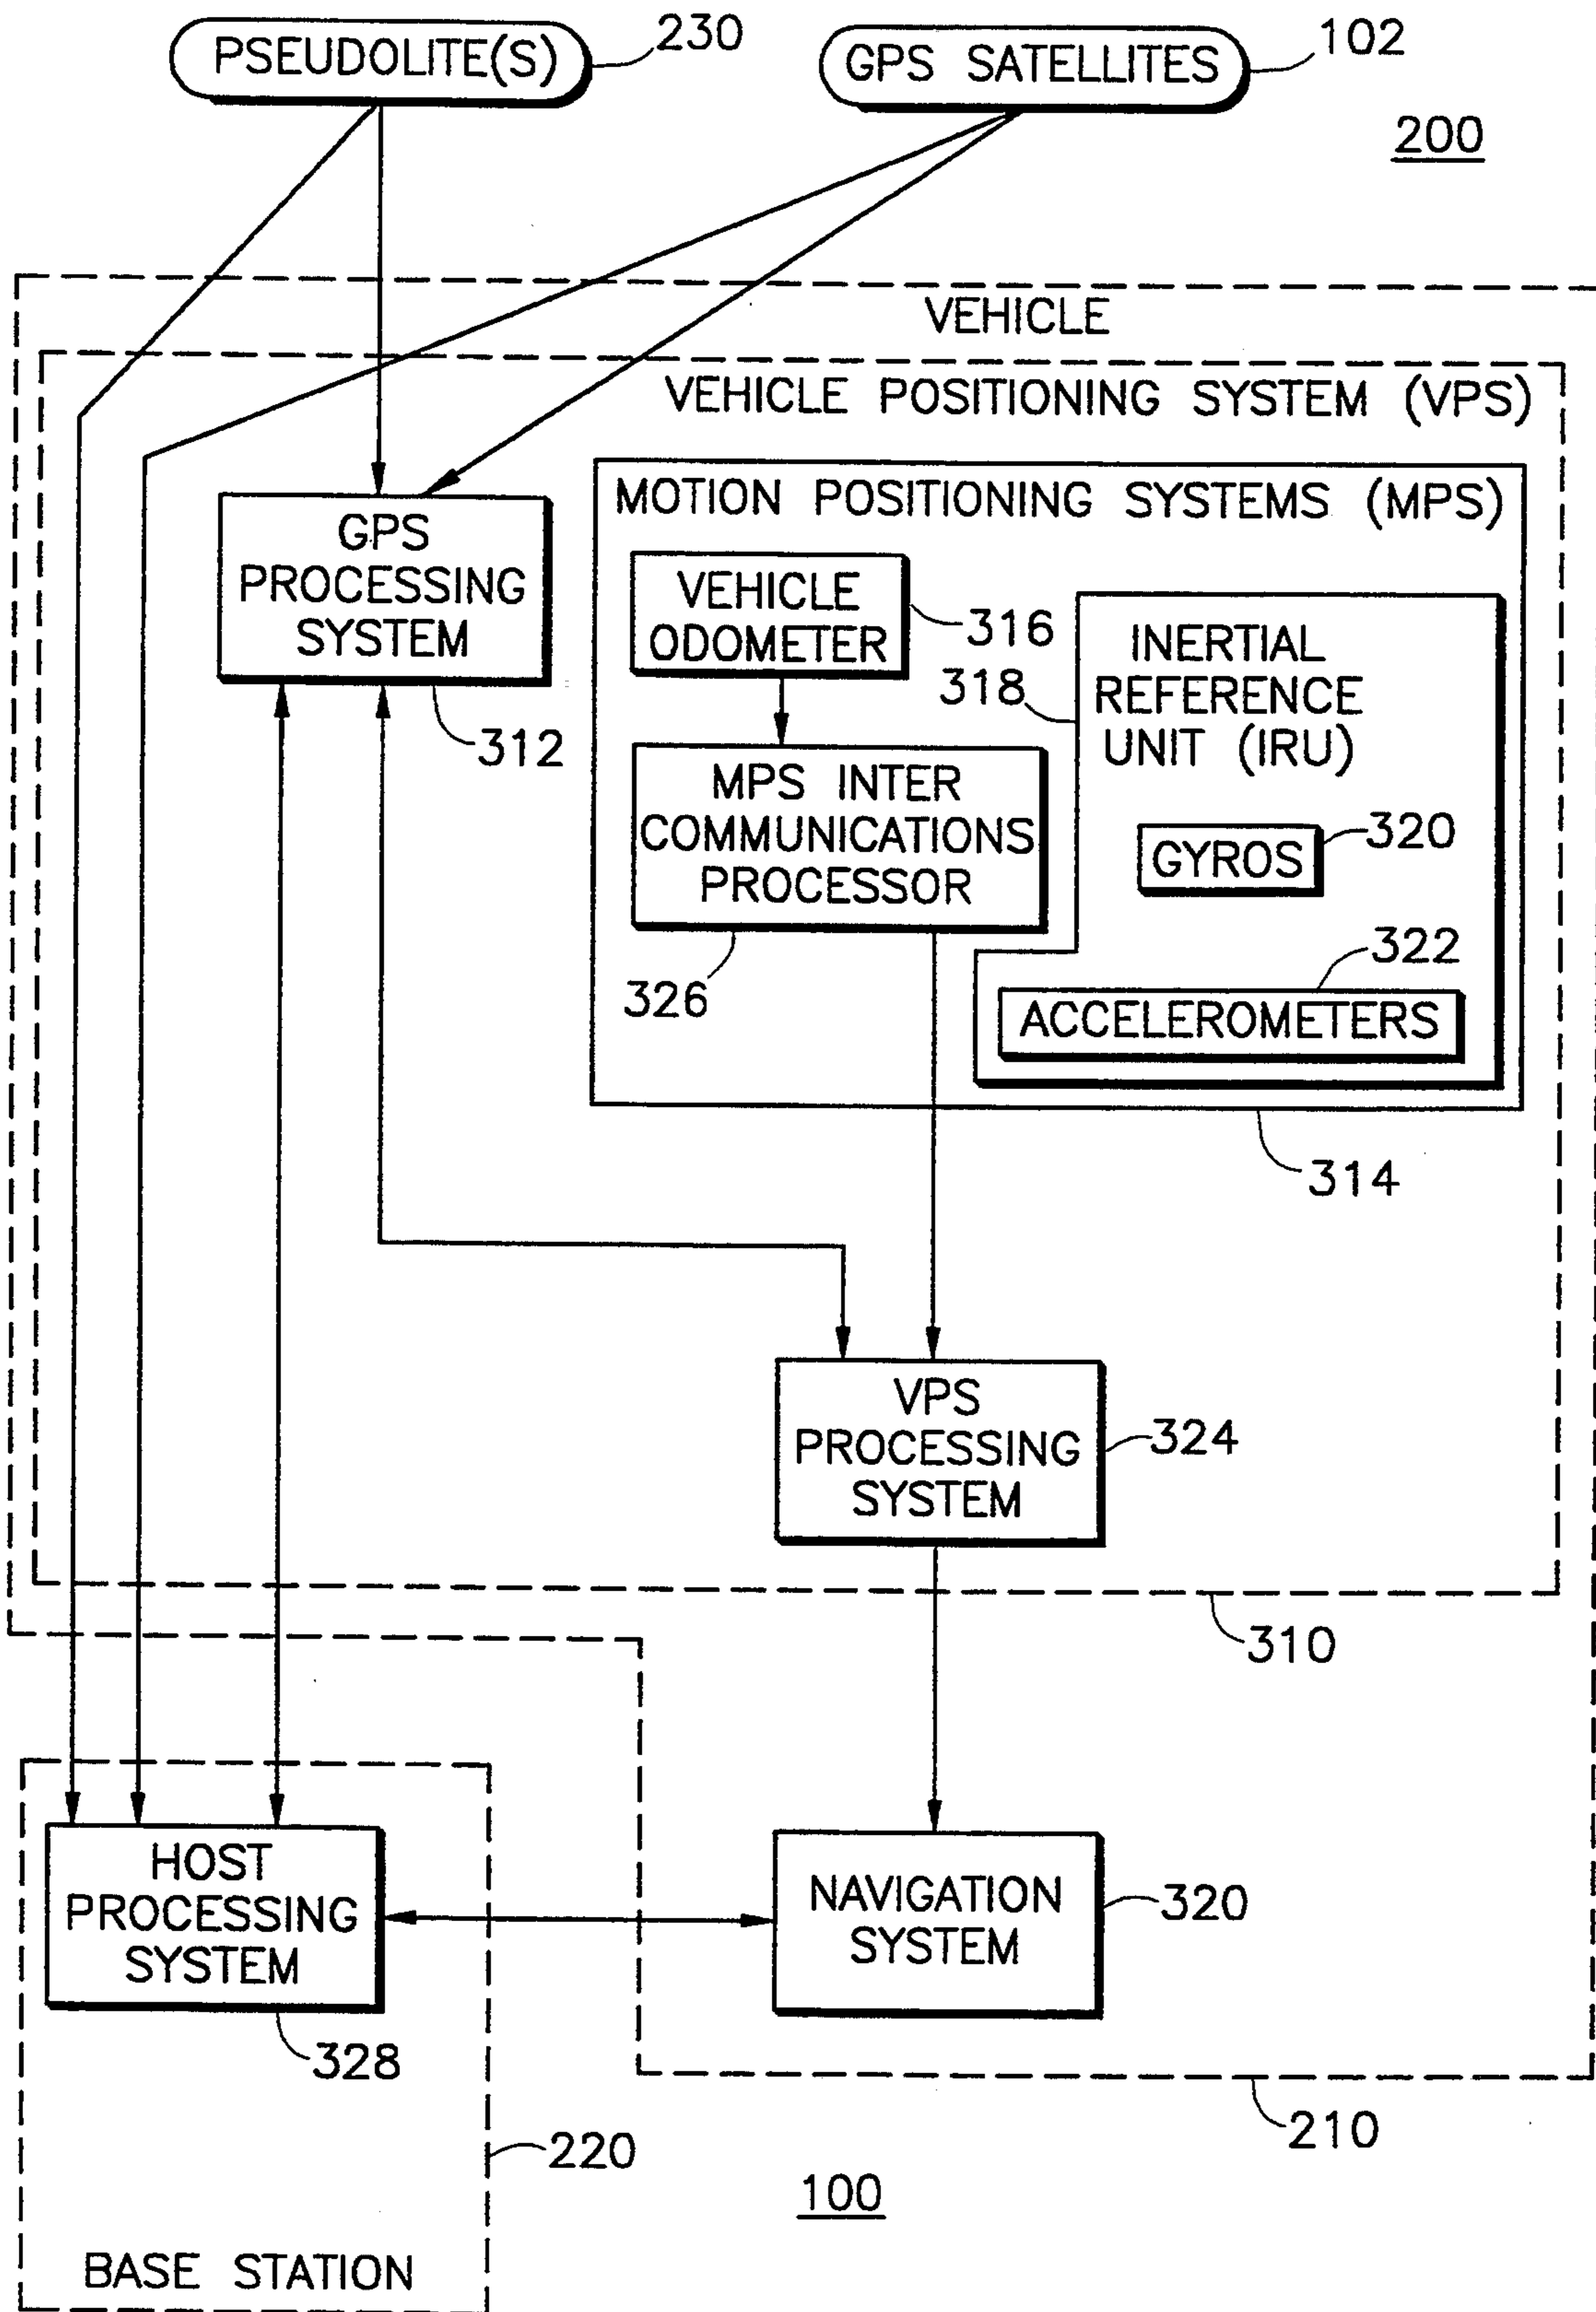 PSEUDOLITE(S)
230
GPS SATELLITES
102
200
VEHICLE
VEHICLE POSITIONING SYSTEM (VPS)
MOTION POSITIONING SYSTEMS (MPS)
GPS
PROCESSING
SYSTEM
312
VEHICLE
ODOMETER
316
318
INERTIAL
REFERENCE
UNIT (IRU)
MPS INTER
COMMUNICATIONS
PROCESSOR
326
GYROS
320
322
ACCELEROMETERS
314
VPS
PROCESSING
SYSTEM
324
310
HOST
PROCESSING
SYSTEM
328
NAVIGATION
SYSTEM
320
210
220
100
BASE STATION